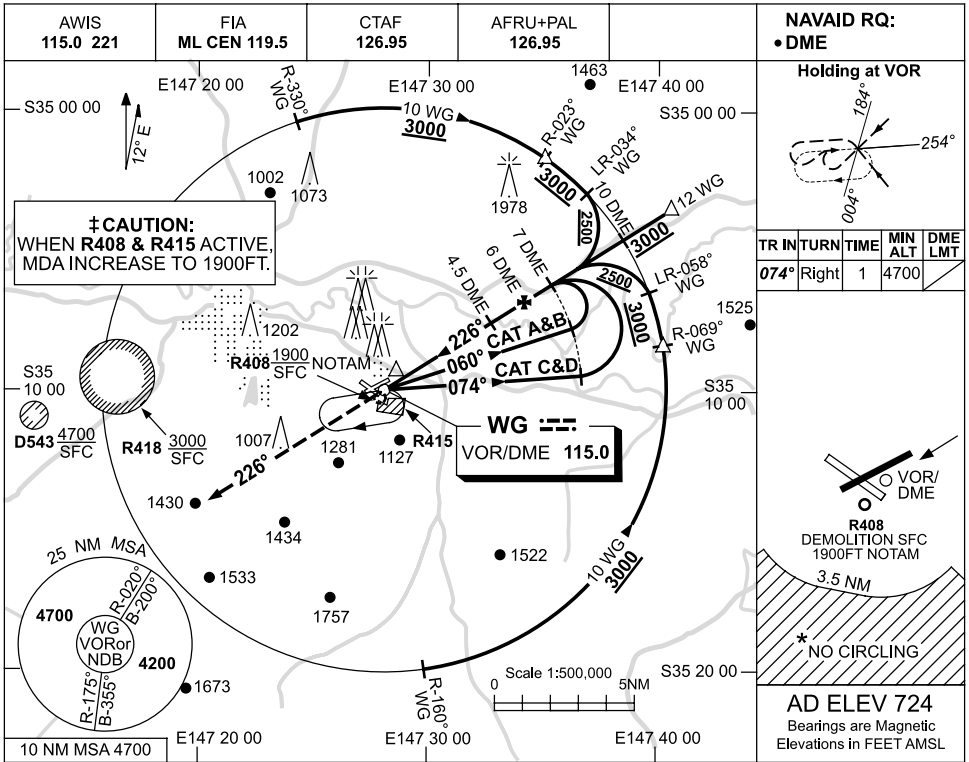 AWIS
115.0 221
FIA
ML CEN 119.5
CTAF
126.95
AFRU+PAL
126.95
NAVAID RQ:
• DME
E147 20 00
E147 30 00
1463
E147 40 00
S35 00 00
S35 00 00
12° E
R-330°
WG
10 WG
3000
R-023°
WG
LR-034°
WG
3000
10 DME
12 WG
3000
2500
1002
1073
1978
‡CAUTION:
WHEN R408 & R415 ACTIVE,
MDA INCREASE TO 1900FT.
7 DME
6 DME
4.5 DME
2500
LR-058°
WG
3000
R-069°
WG
1525
1202
226°
CAT A&B
060°
CAT C&D
074°
R408 1900
SFC
NOTAM
S35
10 00
S35
10 00
D543 4700
SFC
R418 3000
SFC
1007
226°
1281
1127
R415
WG
VOR/DME 115.0
1430
1434
1522
1533
1757
10 WG
3000
25 NM MSA
4700
R-020°
B-200°
WG
VORor
NDB
4200
R-175°
B-355°
1673
R-160°
WG
Scale 1:500,000
0
5NM
S35 20 00
10 NM MSA 4700
E147 20 00
E147 30 00
E147 40 00
Holding at VOR
184°
254°
004°
TR IN
TURN
TIME
MIN
ALT
DME
LMT
074°
Right
1
4700
VOR/
DME
R408
DEMOLITION SFC
1900FT NOTAM
3.5 NM
*
NO CIRCLING
AD ELEV 724
Bearings are Magnetic
Elevations in FEET AMSL